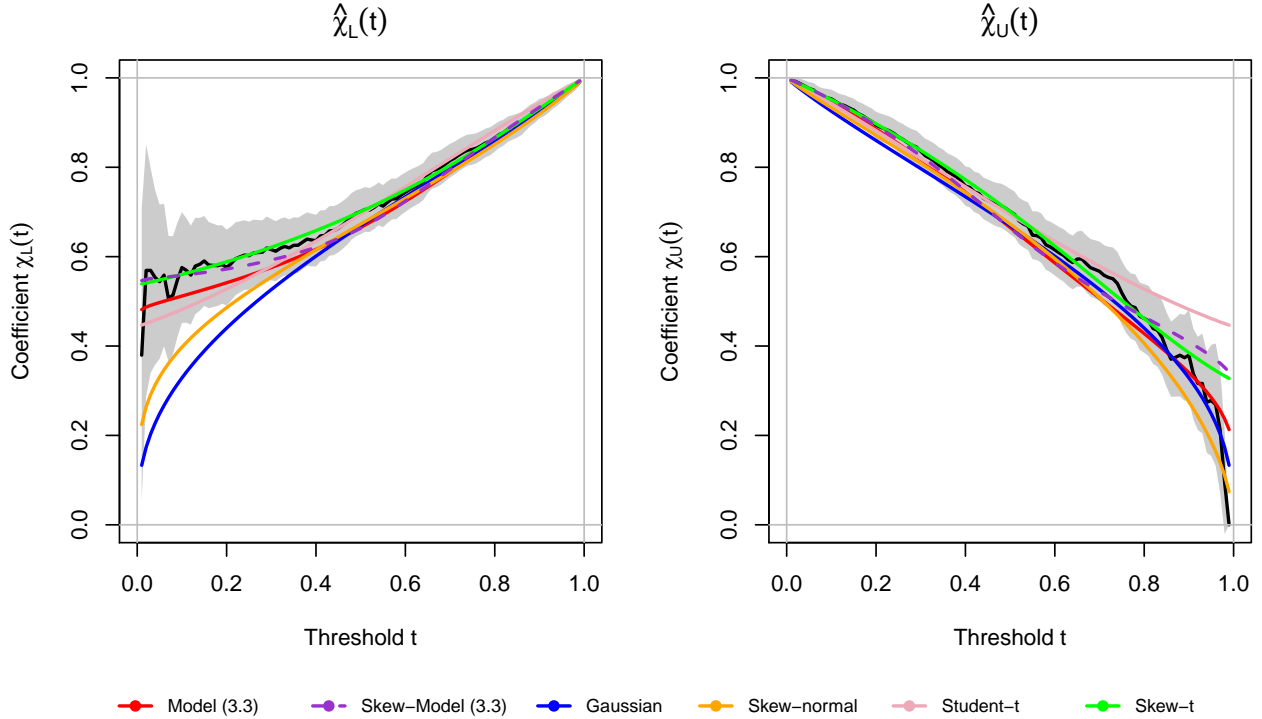 χ̂L(t)
χ̂U(t)
Coefficient χL(t)
0.0 0.2 0.4 0.6 0.8 1.0
0.0 0.2 0.4 0.6 0.8 1.0
Threshold t
Coefficient χU(t)
0.0 0.2 0.4 0.6 0.8 1.0
0.0 0.2 0.4 0.6 0.8 1.0
Threshold t
Model (3.3) Skew−Model (3.3) Gaussian Skew−normal Student−t Skew−t